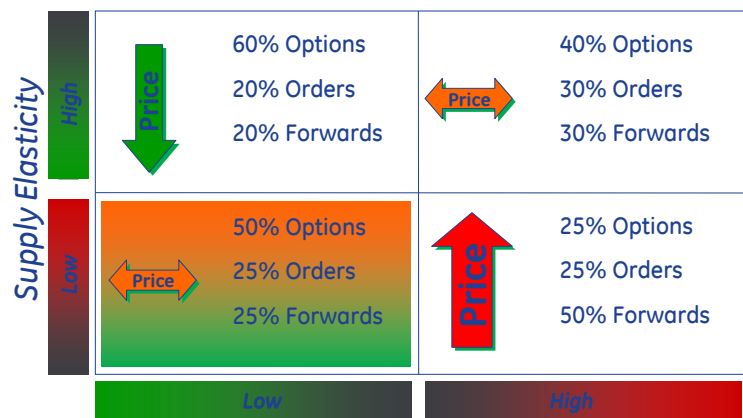 Supply Elasticity
High
Price
60% Options
20% Orders
20% Forwards
Price
40% Options
30% Orders
30% Forwards
Low
Price
50% Options
25% Orders
25% Forwards
Price
25% Options
25% Orders
50% Forwards
Low
High